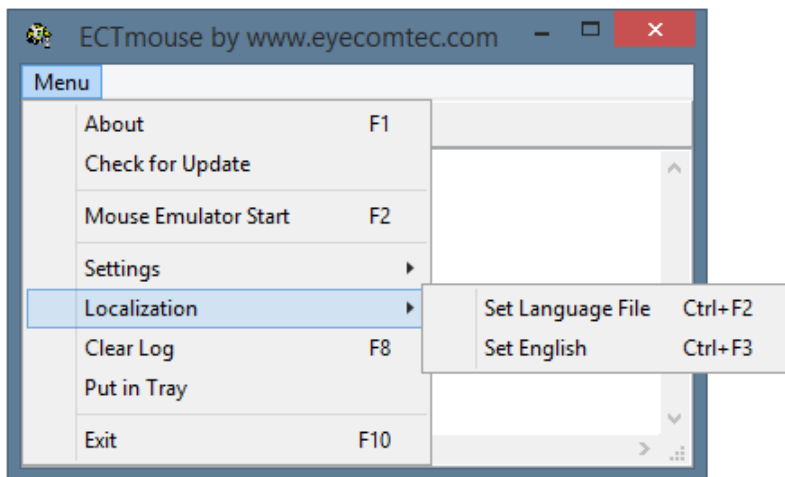 ECTmouse by www.eyecomtec.com
Menu
About F1
Check for Update
Mouse Emulator Start F2
Settings
Localization
Set Language File Ctrl+F2
Set English Ctrl+F3
Clear Log F8
Put in Tray
Exit F10